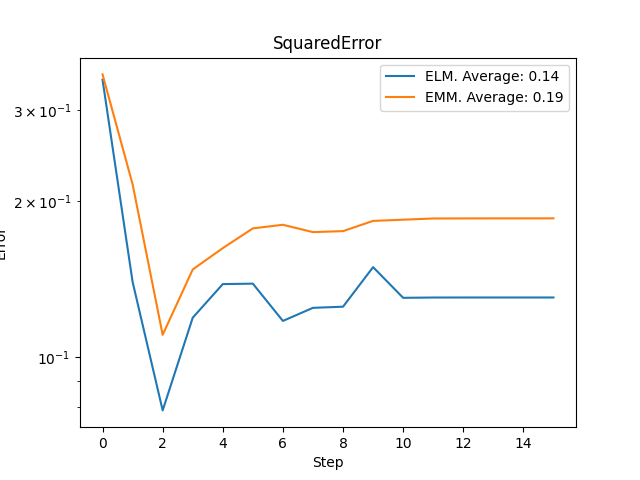 SquaredError
ELM. Average: 0.14
EMM. Average: 0.19
3 × 10⁻¹
2 × 10⁻¹
10⁻¹
0 2 4 6 8 10 12 14
Step